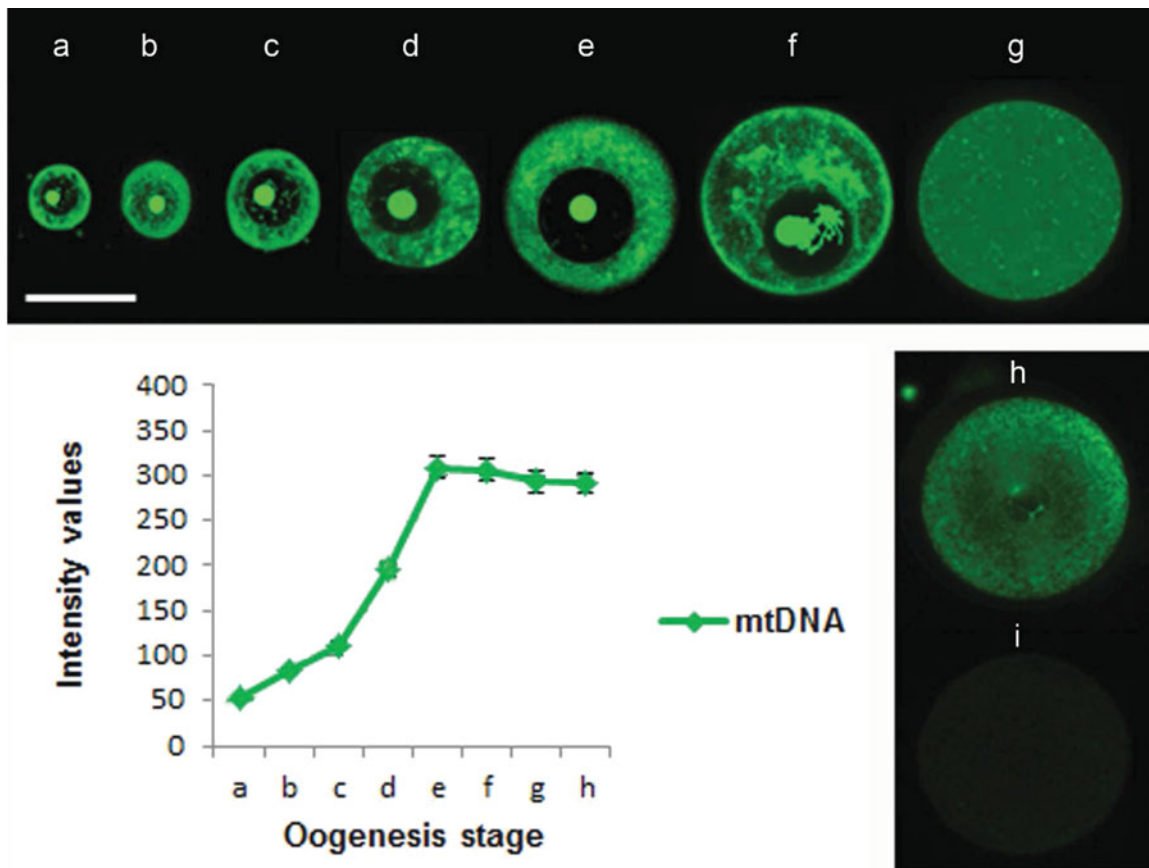 a b c d e f g
400
350
300
250
200
150
100
50
0
Intensity values
a b c d e f g h
Oogenesis stage
mtDNA
h
i